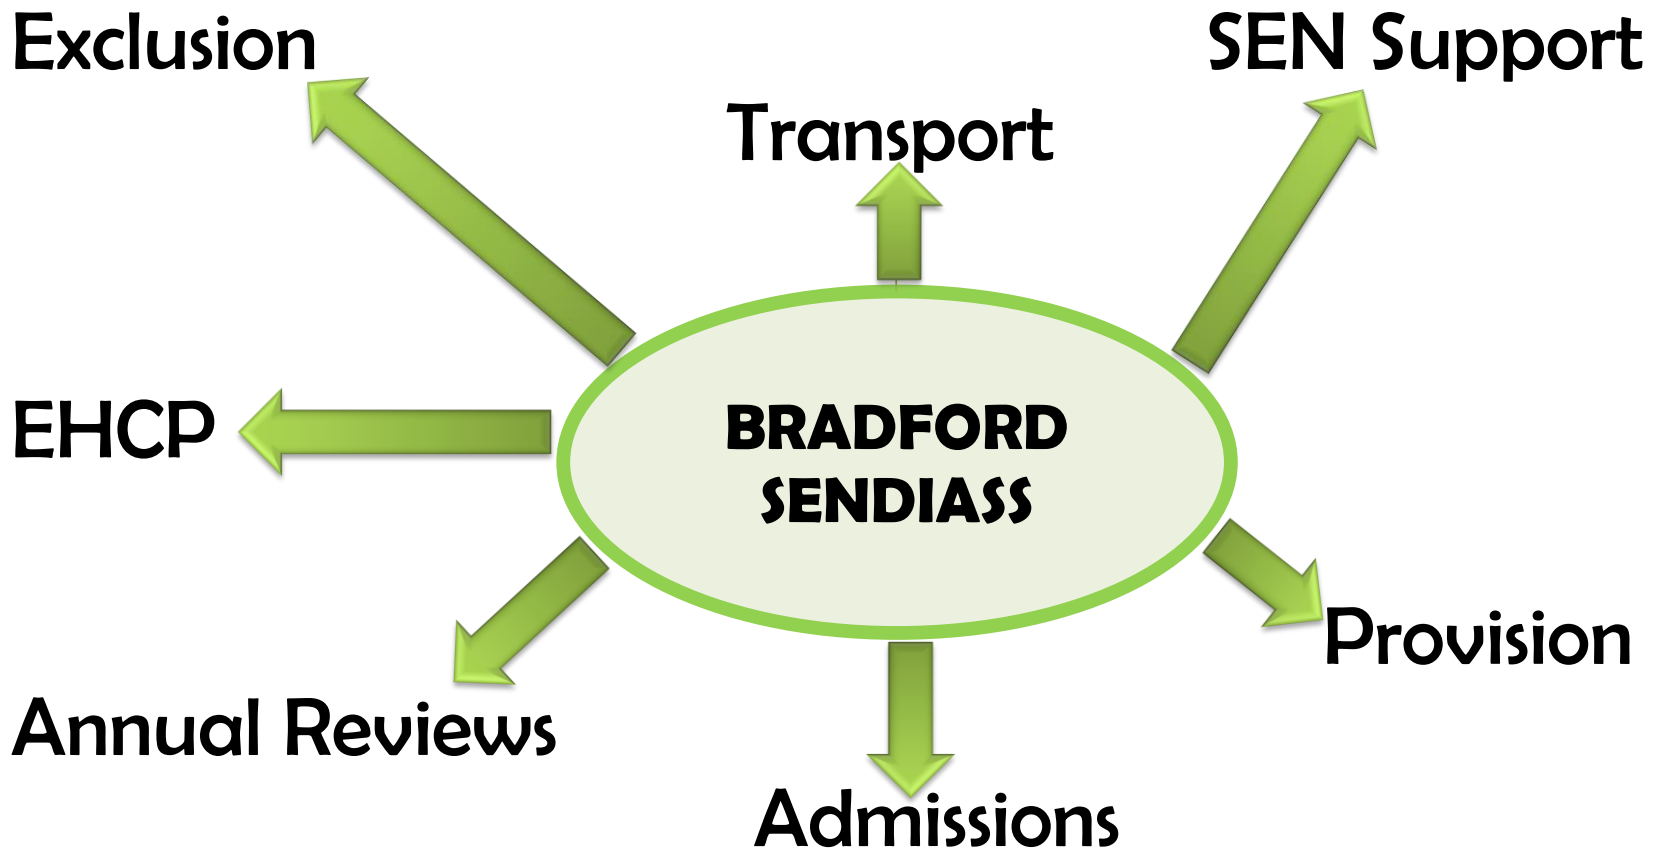 Exclusion
SEN Support
Transport
EHCP
BRADFORD
SENDIASS
Provision
Annual Reviews
Admissions